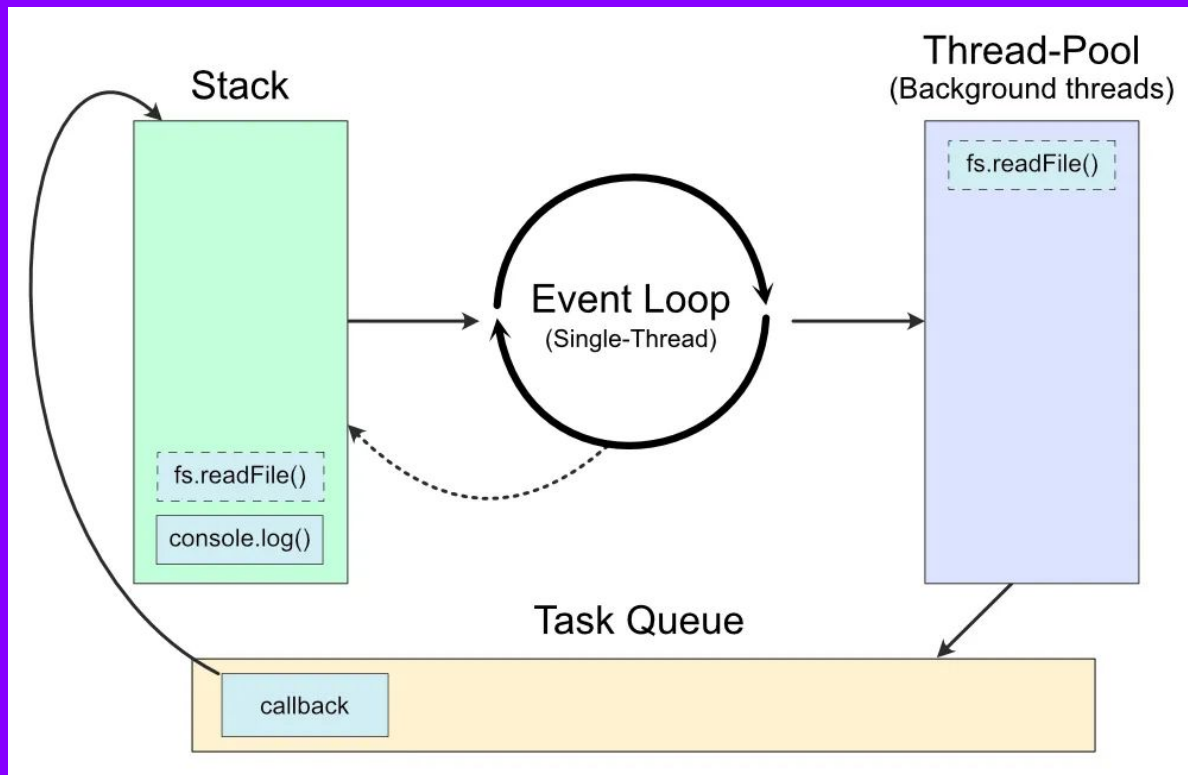 Stack
Thread-Pool
(Background threads)
fs.readFile()
Event Loop
(Single-Thread)
fs.readFile()
console.log()
Task Queue
callback